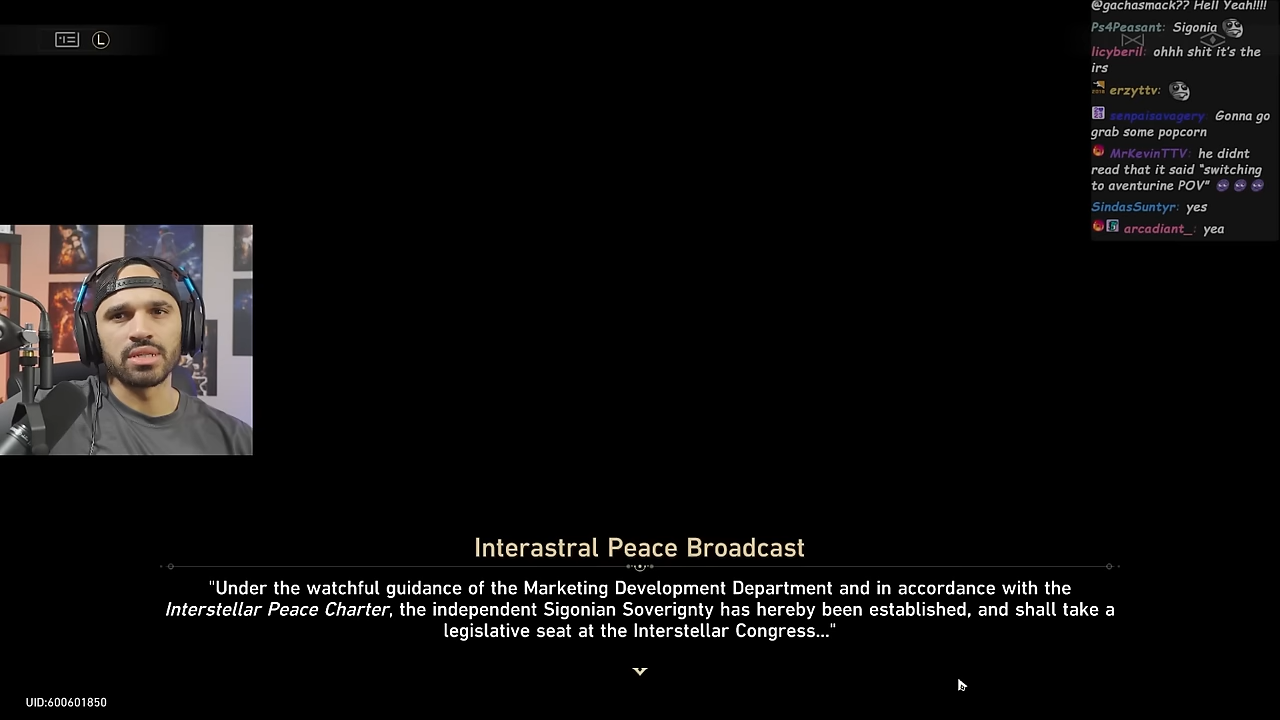 @gachasmack?? Hell Yeah!!!!
Ps4Peasant: Sigonia
licyberil: ohhh shit it's the
irs
erzyttv:
senpaisavagery: Gonna go
grab some popcorn
MrKevinTTV: he didnt
read that it said "switching
to aventurine POV"
SindasSuntyr: yes
arcadiant_: yea
L
Interastral Peace Broadcast
"Under the watchful guidance of the Marketing Development Department and in accordance with the
Interstellar Peace Charter, the independent Sigonian Soverignty has hereby been established, and shall take a
legislative seat at the Interstellar Congress..."
UID:600601850